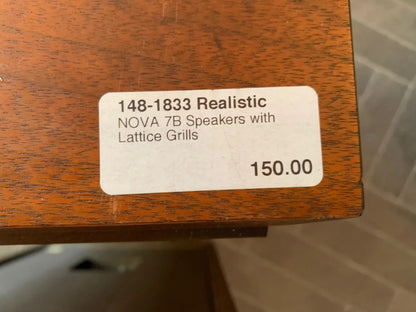 148-1833 Realistic
NOVA 7B Speakers with
Lattice Grills
150.00